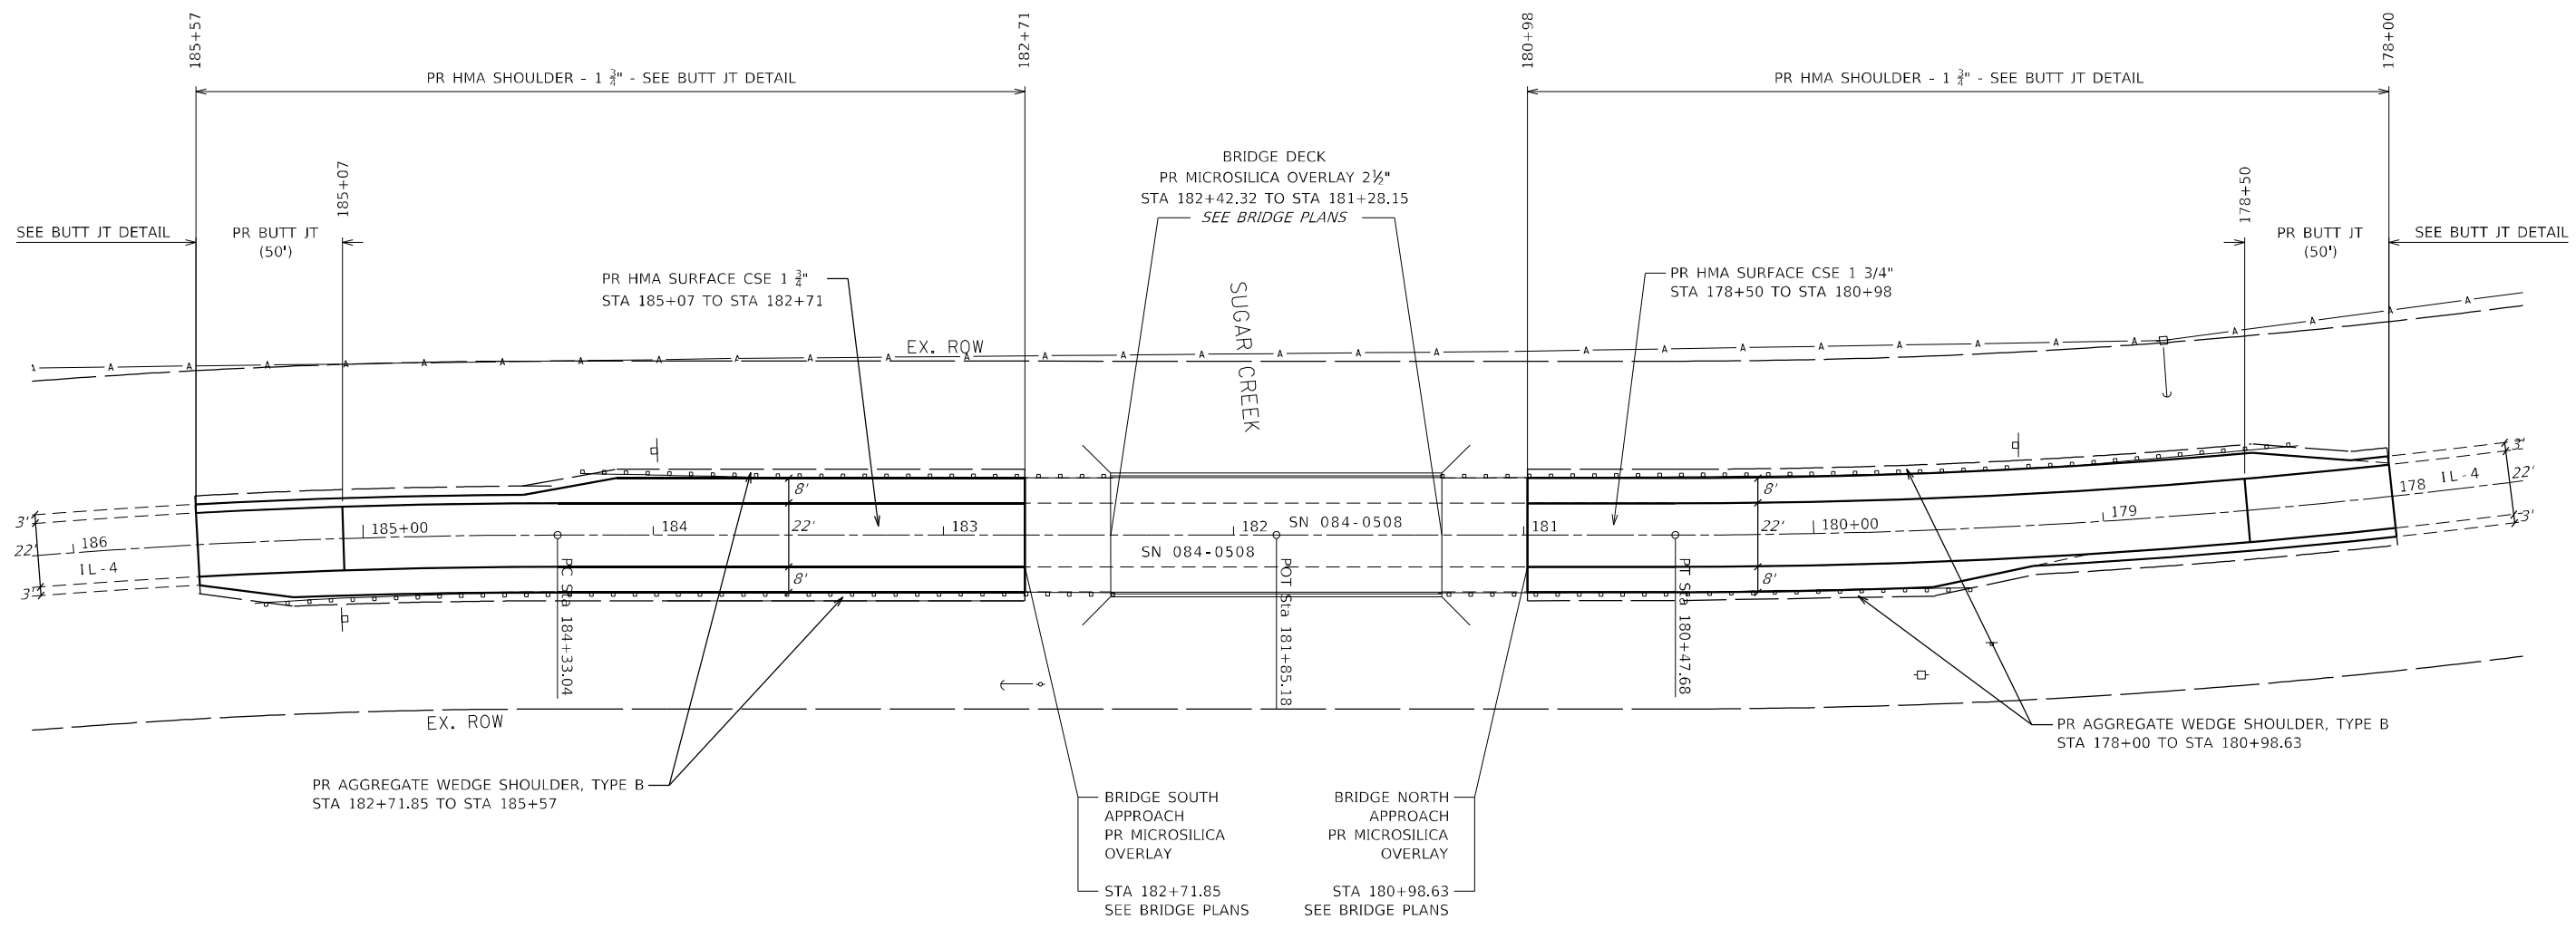 185+57
182+71
180+98
178+00
PR HMA SHOULDER - 1 3/4" - SEE BUTT JT DETAIL
PR HMA SHOULDER - 1 3/4" - SEE BUTT JT DETAIL
BRIDGE DECK
PR MICROSILICA OVERLAY 2½"
STA 182+42.32 TO STA 181+28.15
SEE BRIDGE PLANS
185+07
178+50
SEE BUTT JT DETAIL
PR BUTT JT
(50')
PR BUTT JT
(50')
SEE BUTT JT DETAIL
PR HMA SURFACE CSE 1 3/4"
STA 185+07 TO STA 182+71
PR HMA SURFACE CSE 1 3/4"
STA 178+50 TO STA 180+98
SUGAR CREEK
EX. ROW
A A A A A A A A A A A A A A A A A A A A A A A A A A A A A
3'
22'
3'
186
IL-4
185+00
184
183
182
181
180+00
179
178
IL-4
3'
22'
3'
8'
22'
8'
8'
22'
8'
SN 084-0508
SN 084-0508
PC Sta 184+33.04
POT Sta 181+85.18
PT Sta 180+47.68
EX. ROW
PR AGGREGATE WEDGE SHOULDER, TYPE B
STA 182+71.85 TO STA 185+57
PR AGGREGATE WEDGE SHOULDER, TYPE B
STA 178+00 TO STA 180+98.63
BRIDGE SOUTH
APPROACH
PR MICROSILICA
OVERLAY
STA 182+71.85
SEE BRIDGE PLANS
BRIDGE NORTH
APPROACH
PR MICROSILICA
OVERLAY
STA 180+98.63
SEE BRIDGE PLANS